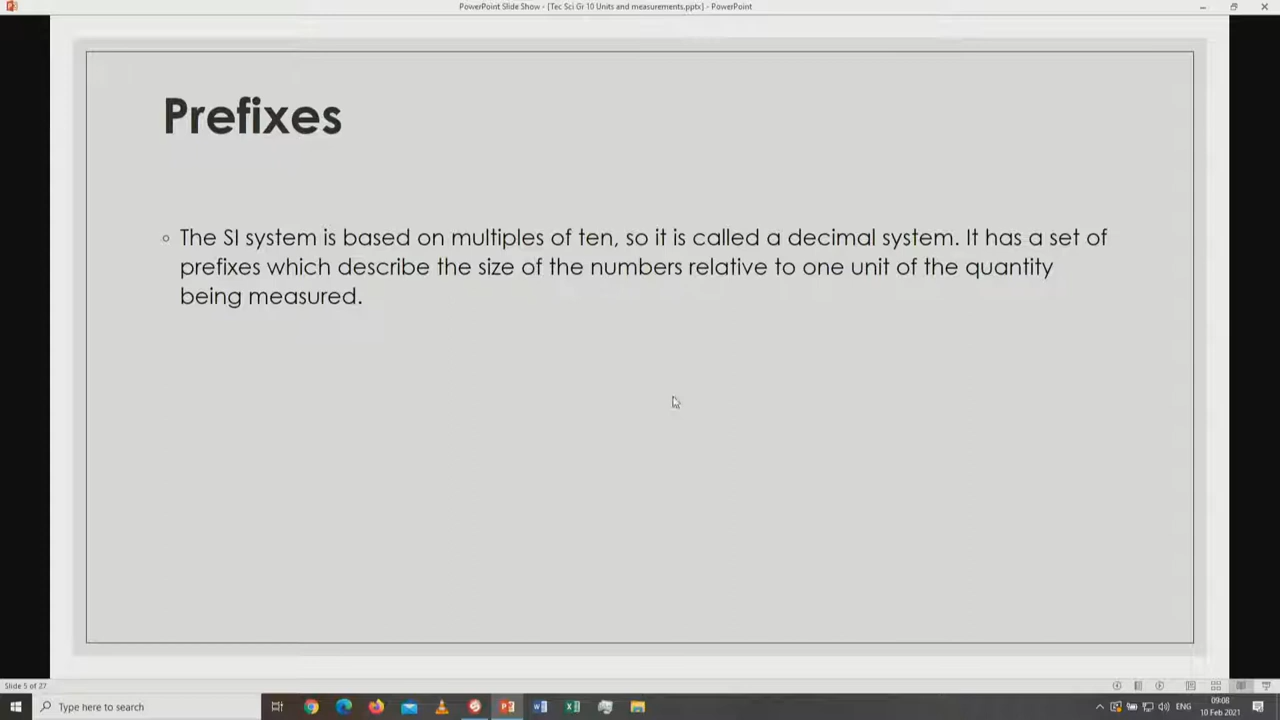 PowerPoint Slide Show - [Tec Sci Gr 10 Units and measurements.pptx] - PowerPoint
Prefixes
The SI system is based on multiples of ten, so it is called a decimal system. It has a set of
prefixes which describe the size of the numbers relative to one unit of the quantity
being measured.
Slide 5 of 27
Type here to search
ENG
09:08
10 Feb 2021